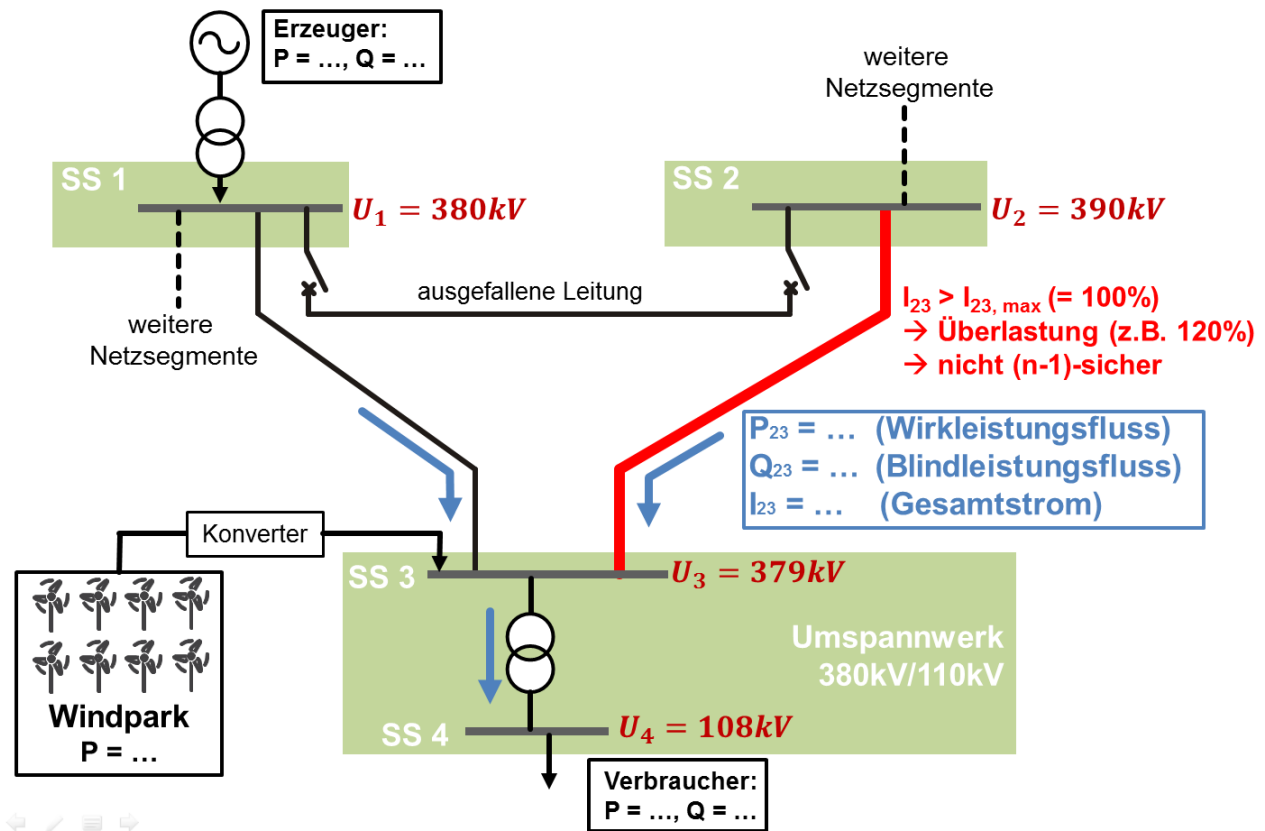 Erzeuger:
P = …, Q = …
weitere
Netzsegmente
SS 1
U₁ = 380kV
SS 2
U₂ = 390kV
ausgefallene Leitung
weitere
Netzsegmente
I₂₃ > I₂₃, max (= 100%)
→ Überlastung (z.B. 120%)
→ nicht (n-1)-sicher
P₂₃ = … (Wirkleistungsfluss)
Q₂₃ = … (Blindleistungsfluss)
I₂₃ = … (Gesamtstrom)
Konverter
SS 3
U₃ = 379kV
Umspannwerk
380kV/110kV
Windpark
P = …
SS 4
U₄ = 108kV
Verbraucher:
P = …, Q = …